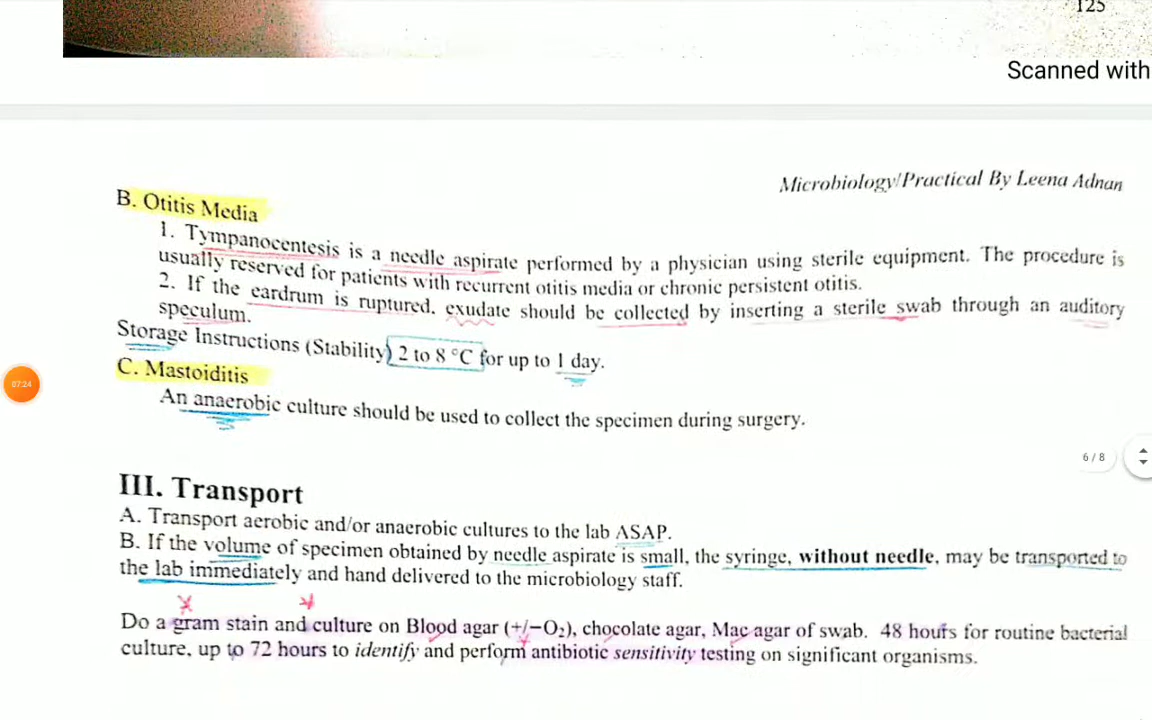 125
Scanned with
Microbiology/Practical By Leena Adnan
B. Otitis Media
1. Tympanocentesis is a needle aspirate performed by a physician using sterile equipment. The procedure is
usually reserved for patients with recurrent otitis media or chronic persistent otitis.
2. If the eardrum is ruptured, exudate should be collected by inserting a sterile swab through an auditory
speculum.
Storage Instructions (Stability) 2 to 8 °C for up to 1 day.
C. Mastoiditis
An anaerobic culture should be used to collect the specimen during surgery.
07:24
6 / 8
III. Transport
A. Transport aerobic and/or anaerobic cultures to the lab ASAP.
B. If the volume of specimen obtained by needle aspirate is small, the syringe, without needle, may be transported to
the lab immediately and hand delivered to the microbiology staff.
Do a gram stain and culture on Blood agar (+/−O₂), chocolate agar, Mac agar of swab. 48 hours for routine bacterial
culture, up to 72 hours to identify and perform antibiotic sensitivity testing on significant organisms.